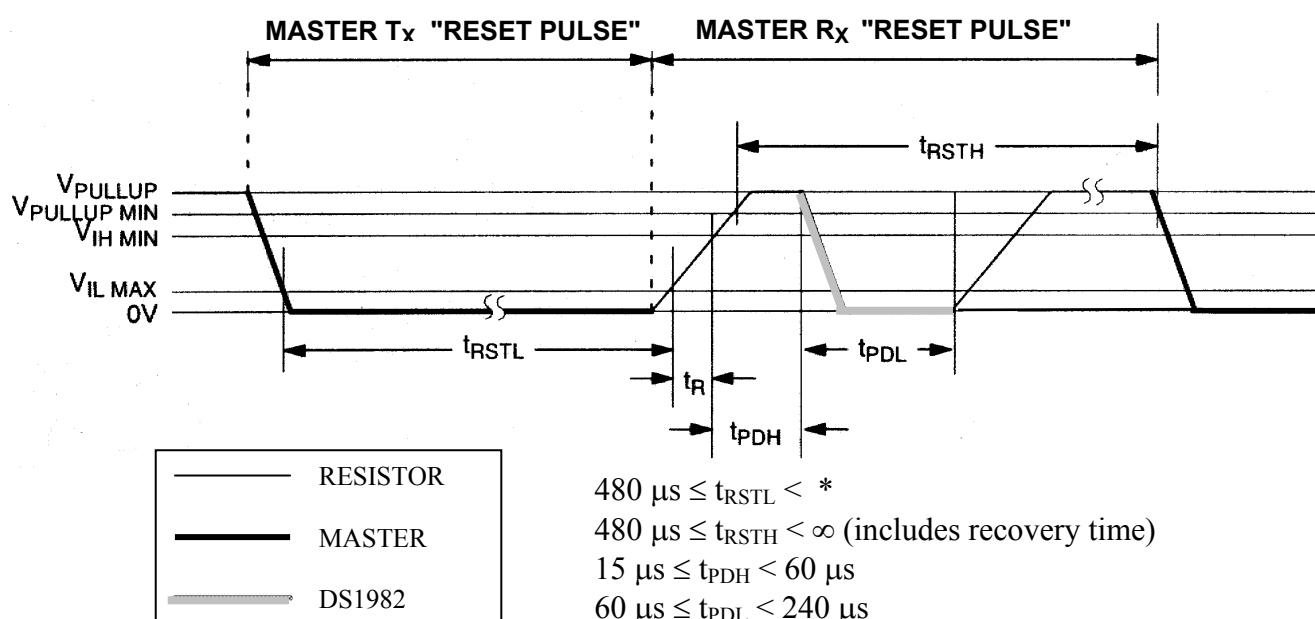 MASTER TX "RESET PULSE" MASTER RX "RESET PULSE"
tRSTH
VPULLUP
VPULLUP MIN
VIH MIN
VIL MAX
0V
tRSTL
tPDL
tR
tPDH
RESISTOR
MASTER
DS1982
480 μs ≤ tRSTL < *
480 μs ≤ tRSTH < ∞ (includes recovery time)
15 μs ≤ tPDH < 60 μs
60 μs ≤ tPDL < 240 μs